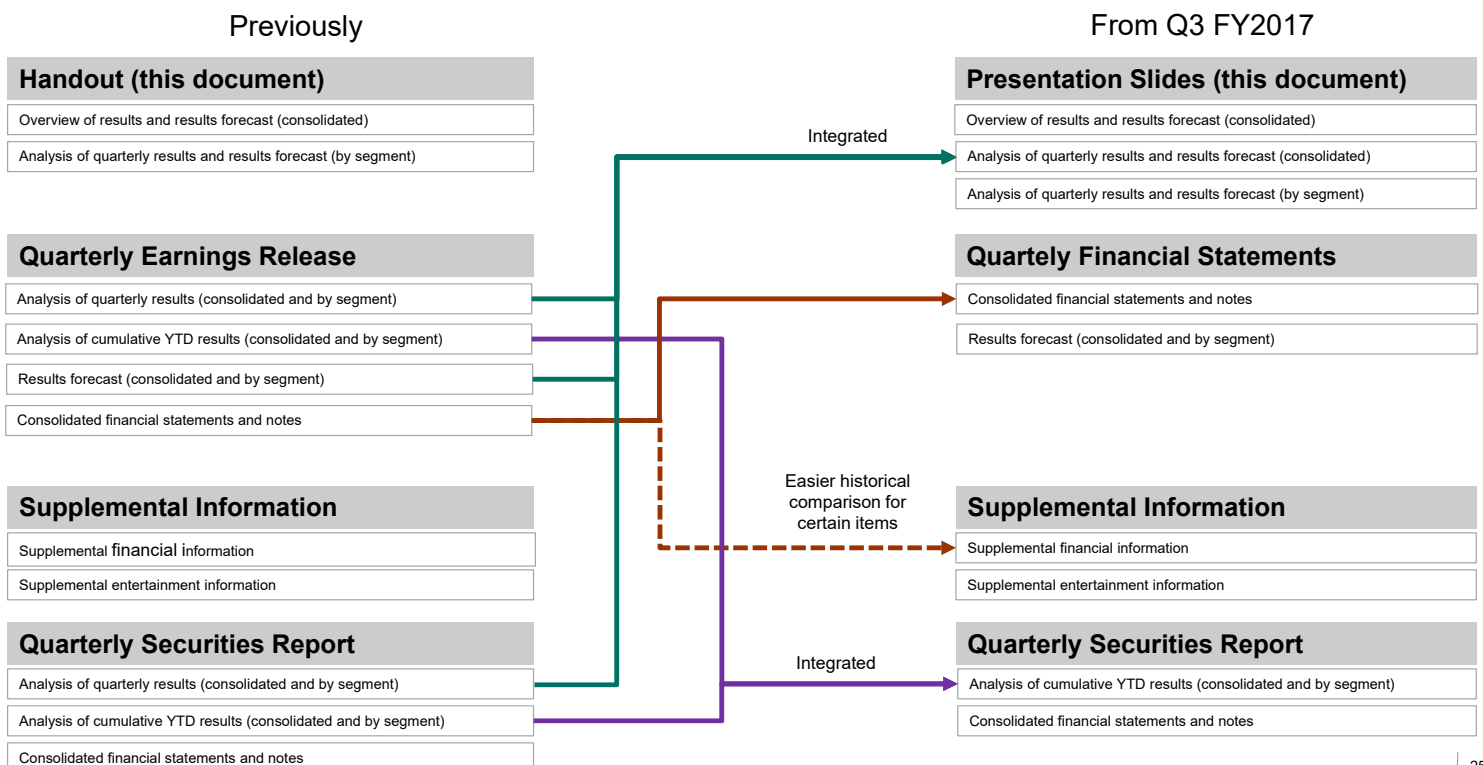 Previously
Handout (this document)
Overview of results and results forecast (consolidated)
Analysis of quarterly results and results forecast (by segment)
Quarterly Earnings Release
Analysis of quarterly results (consolidated and by segment)
Analysis of cumulative YTD results (consolidated and by segment)
Results forecast (consolidated and by segment)
Consolidated financial statements and notes
Supplemental Information
Supplemental financial information
Supplemental entertainment information
Quarterly Securities Report
Analysis of quarterly results (consolidated and by segment)
Analysis of cumulative YTD results (consolidated and by segment)
Consolidated financial statements and notes
Integrated
Easier historical
comparison for
certain items
Integrated
From Q3 FY2017
Presentation Slides (this document)
Overview of results and results forecast (consolidated)
Analysis of quarterly results and results forecast (consolidated)
Analysis of quarterly results and results forecast (by segment)
Quartely Financial Statements
Consolidated financial statements and notes
Results forecast (consolidated and by segment)
Supplemental Information
Supplemental financial information
Supplemental entertainment information
Quarterly Securities Report
Analysis of cumulative YTD results (consolidated and by segment)
Consolidated financial statements and notes